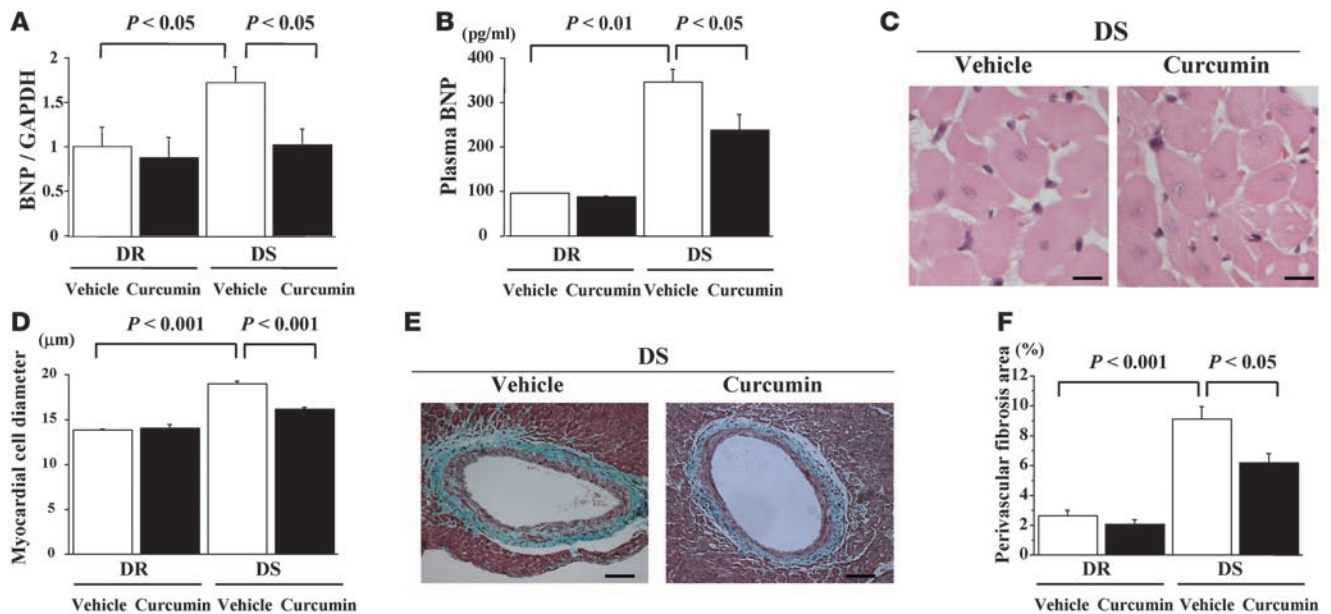 A
P < 0.05 P < 0.05
BNP / GAPDH
2
1.5
1
0.5
0
DR DS
Vehicle Curcumin Vehicle Curcumin
B
P < 0.01 P < 0.05
(pg/ml)
Plasma BNP
400
300
200
100
0
DR DS
Vehicle Curcumin Vehicle Curcumin
C
DS
Vehicle Curcumin
D
P < 0.001 P < 0.001
(μm)
Myocardial cell diameter
20
15
10
5
0
DR DS
Vehicle Curcumin Vehicle Curcumin
E
DS
Vehicle Curcumin
F
(%)
P < 0.001 P < 0.05
Perivascular fibrosis area
12
10
8
6
4
2
0
DR DS
Vehicle Curcumin Vehicle Curcumin